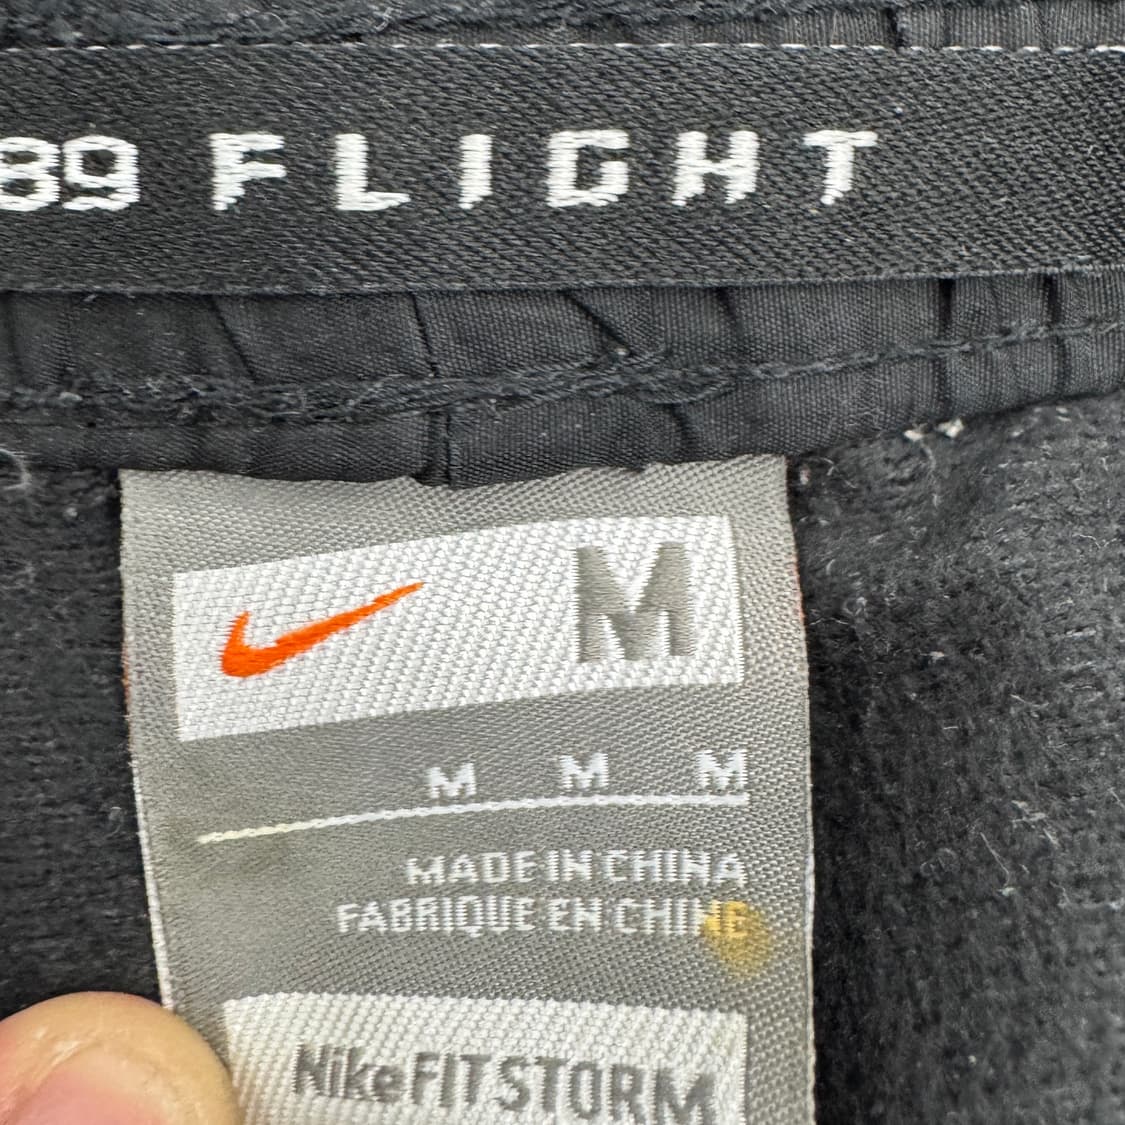 89 FLIGHT
M
M M M
MADE IN CHINA
FABRIQUE EN CHINE
NikeFIT STORM